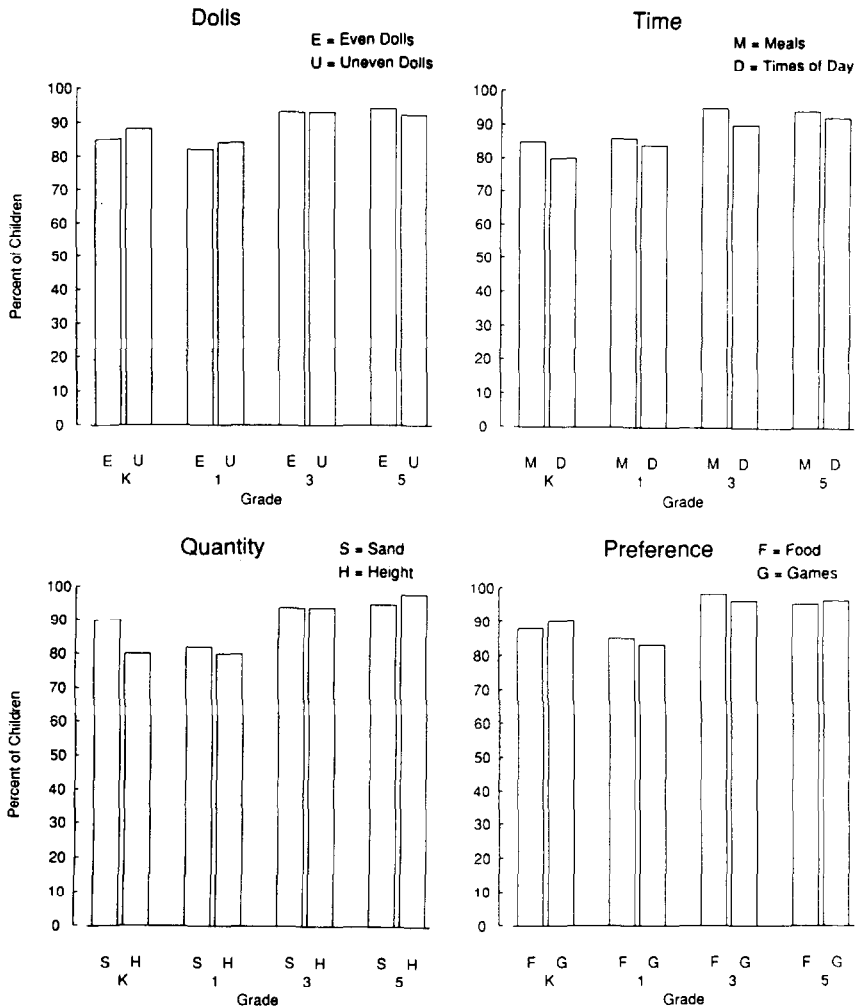 Dolls
E = Even Dolls
U = Uneven Dolls
100
90
80
70
60
50
40
30
20
10
0
Percent of Children
E U E U E U E U
K 1 3 5
Grade
Time
M = Meals
D = Times of Day
100
90
80
70
60
50
40
30
20
10
0
M D M D M D M D
K 1 3 5
Grade
Quantity
S = Sand
H = Height
100
90
80
70
60
50
40
30
20
10
0
Percent of Children
S H S H S H S H
K 1 3 5
Grade
Preference
F = Food
G = Games
100
90
80
70
60
50
40
30
20
10
0
F G F G F G F G
K 1 3 5
Grade